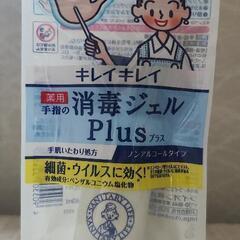 キレイキレイ
薬用
手指の 消毒ジェル
Plus プラス
手肌いたわり処方
ノンアルコールタイプ
細菌・ウイルスに効く!
有効成分:ベンザルコニウム塩化物